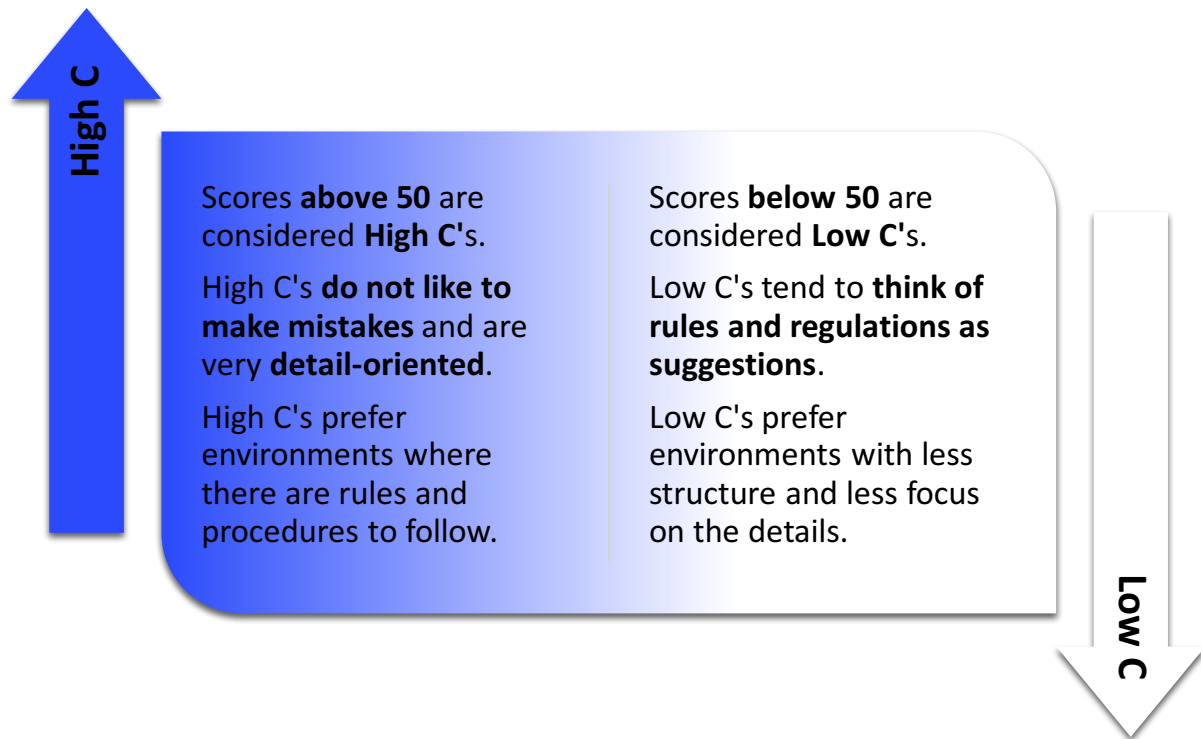 High C
Scores above 50 are
considered High C's.
High C's do not like to
make mistakes and are
very detail-oriented.
High C's prefer
environments where
there are rules and
procedures to follow.
Scores below 50 are
considered Low C's.
Low C's tend to think of
rules and regulations as
suggestions.
Low C's prefer
environments with less
structure and less focus
on the details.
Low C